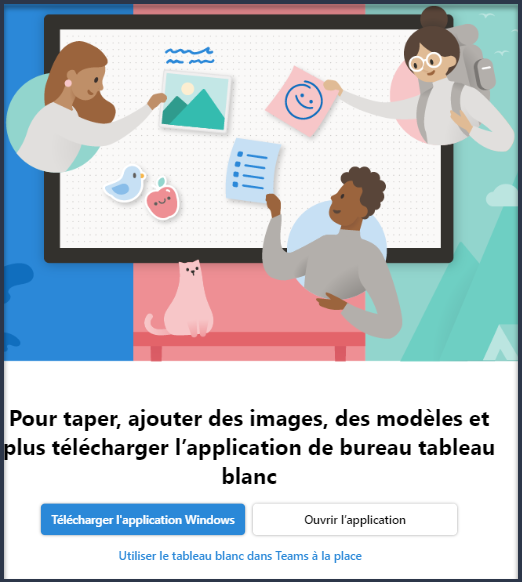 Pour taper, ajouter des images, des modèles et
plus télécharger l’application de bureau tableau
blanc
Télécharger l'application Windows
Ouvrir l’application
Utiliser le tableau blanc dans Teams à la place